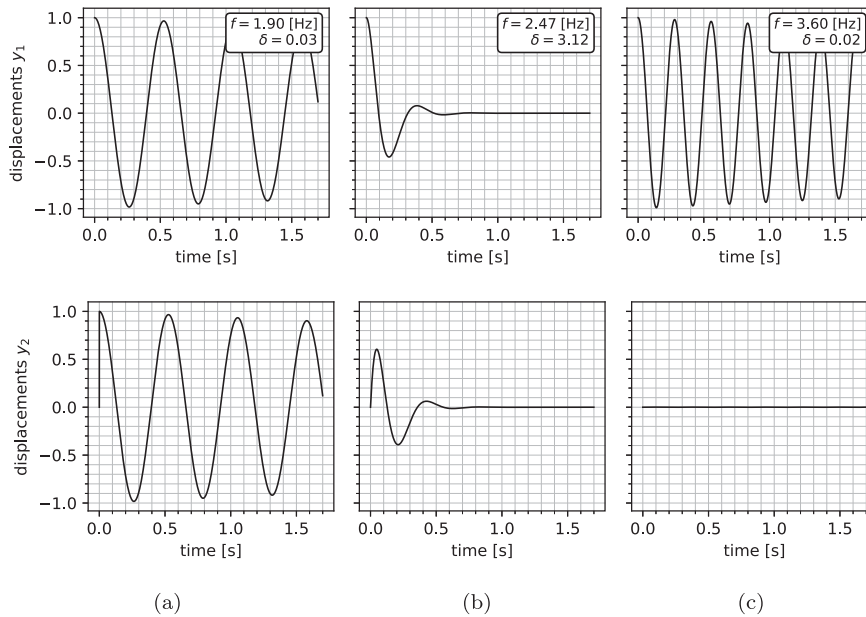 displacements y₁
1.0
0.5
0.0
−0.5
−1.0
f = 1.90 [Hz]
δ = 0.03
f = 2.47 [Hz]
δ = 3.12
f = 3.60 [Hz]
δ = 0.02
0.0 0.5 1.0 1.5
0.0 0.5 1.0 1.5
0.0 0.5 1.0 1.5
time [s]
time [s]
time [s]
displacements y₂
1.0
0.5
0.0
−0.5
−1.0
0.0 0.5 1.0 1.5
0.0 0.5 1.0 1.5
0.0 0.5 1.0 1.5
time [s]
time [s]
time [s]
(a) (b) (c)